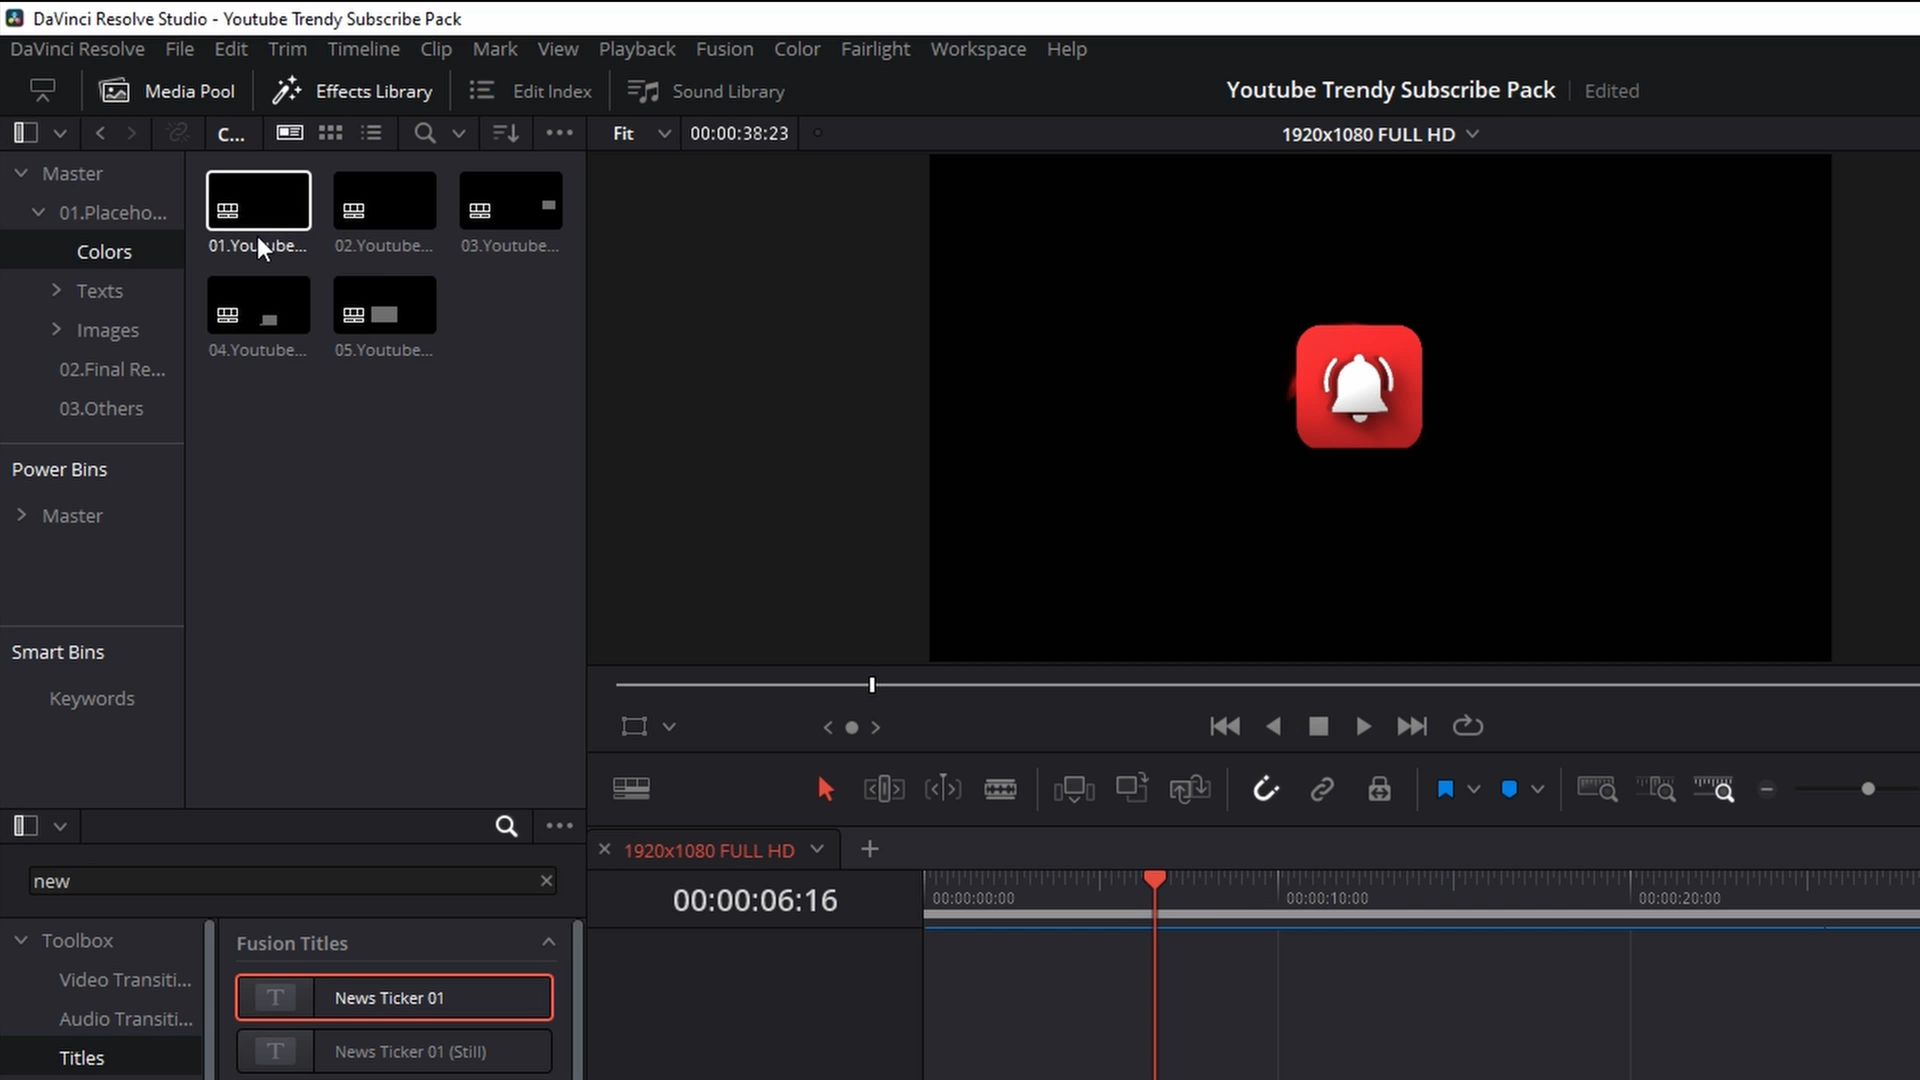 DaVinci Resolve Studio - Youtube Trendy Subscribe Pack
DaVinci Resolve File Edit Trim Timeline Clip Mark View Playback Fusion Color Fairlight Workspace Help
Media Pool Effects Library Edit Index Sound Library Youtube Trendy Subscribe Pack Edited
C... Fit 00:00:38:23 1920x1080 FULL HD
Master
01.Placeho...
Colors
Texts
Images
02.Final Re...
03.Others
01.Youtube... 02.Youtube... 03.Youtube...
04.Youtube... 05.Youtube...
Power Bins
Master
Smart Bins
Keywords
new
Toolbox
Video Transiti...
Audio Transiti...
Titles
Fusion Titles
News Ticker 01
News Ticker 01 (Still)
1920x1080 FULL HD
00:00:06:16
00:00:00:00 00:00:10:00 00:00:20:00